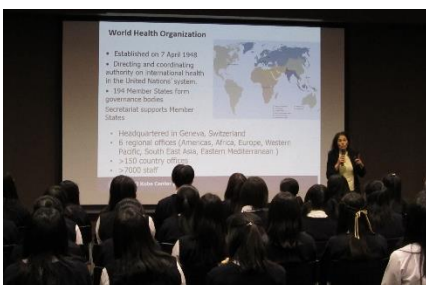 World Health Organization
• Established on 7 April 1948
• Directing and coordinating
authority on international health
in the United Nations' system.
• 194 Member States form
governance bodies
Secretariat supports Member
States
• Headquartered in Geneva, Switzerland
• 6 regional offices (Americas, Africa, Europe, Western
Pacific, South East Asia, Eastern Mediterranean )
• >150 country offices
• >7000 staff
Kobe Center